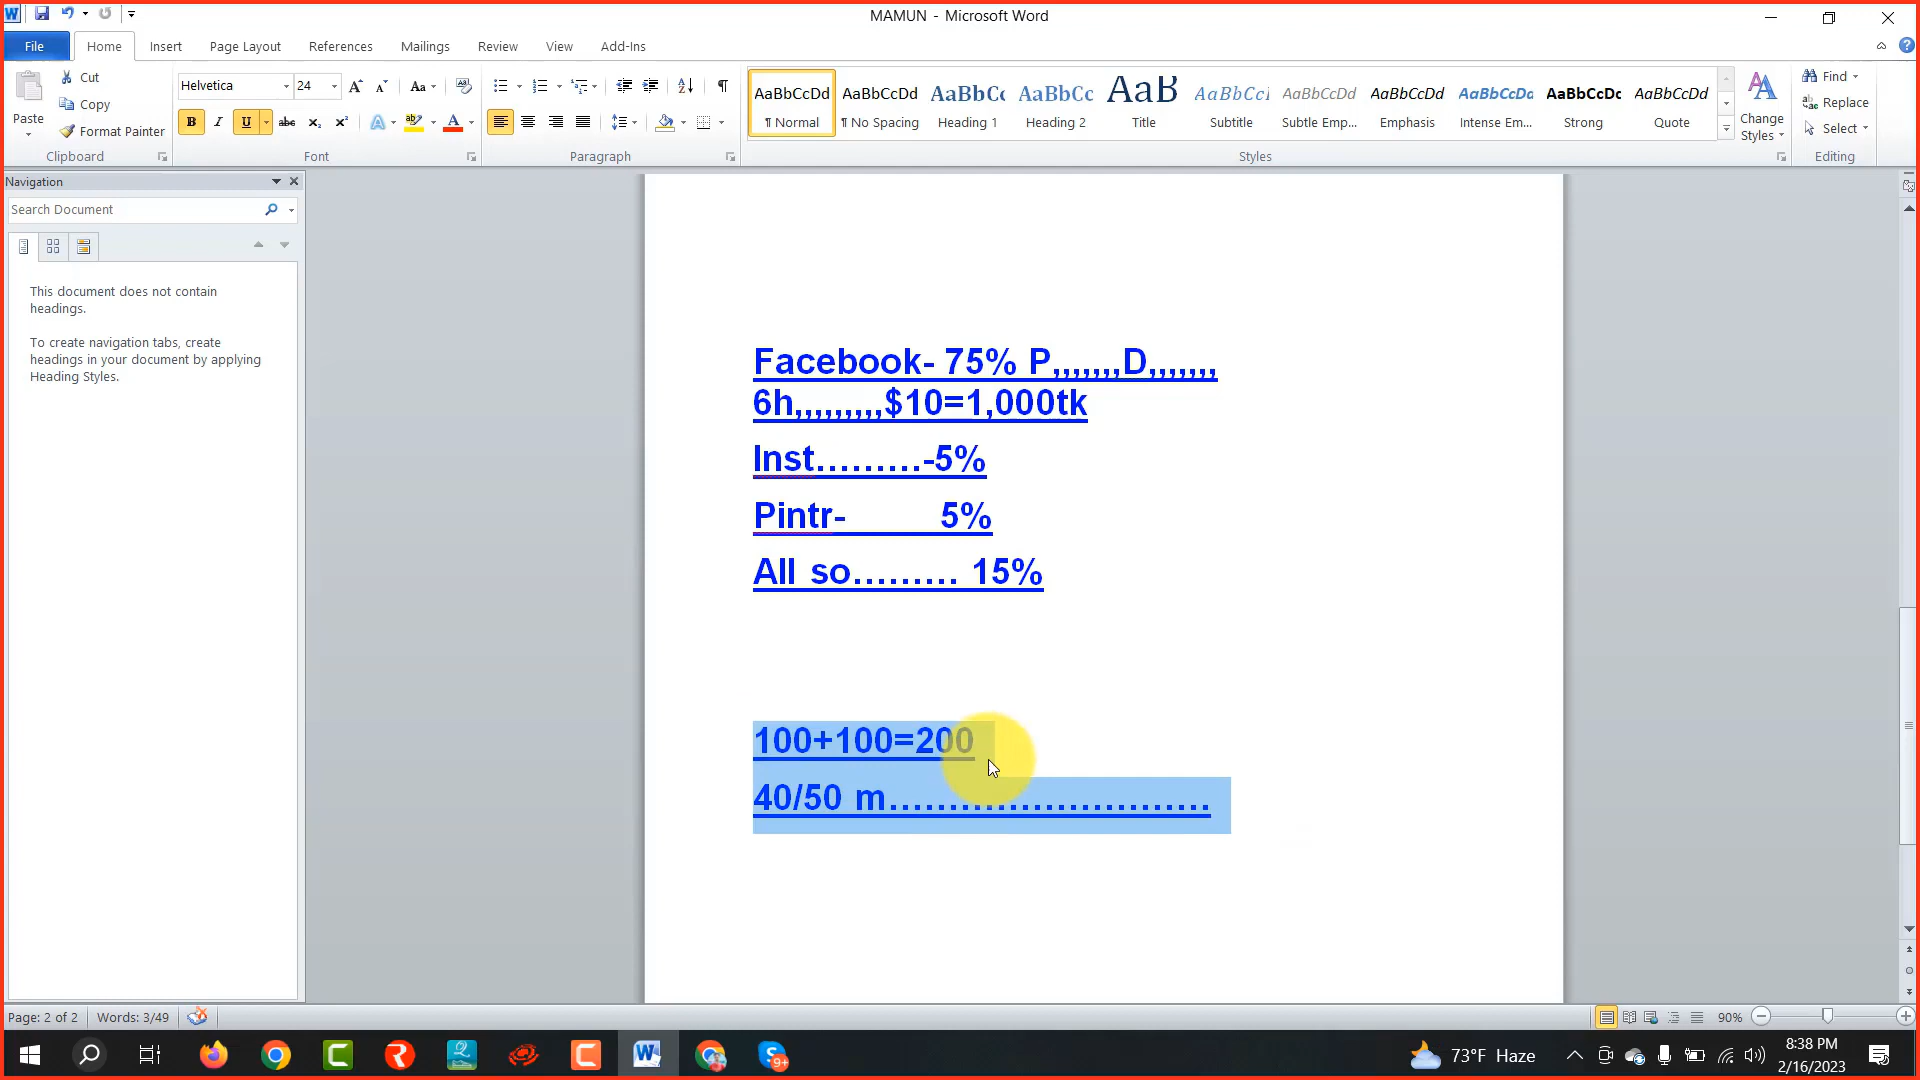 MAMUN - Microsoft Word
File Home Insert Page Layout References Mailings Review View Add-Ins
Cut
Copy
Format Painter
Paste
Clipboard
Helvetica 24
Font
Paragraph
AaBbCcDd AaBbCcDd AaBbCc AaBbCc AaB AaBbCcI AaBbCcDd AaBbCcDd AaBbCcDd AaBbCcDc AaBbCcDd
¶ Normal ¶ No Spacing Heading 1 Heading 2 Title Subtitle Subtle Emp... Emphasis Intense Em... Strong Quote
Styles
Change Styles
Find
Replace
Select
Editing
Navigation
Search Document
This document does not contain
headings.
To create navigation tabs, create
headings in your document by applying
Heading Styles.
Facebook- 75% P,,,,,,,D,,,,,,,
6h,,,,,,,,,$10=1,000tk
Inst.........-5%
Pintr- 5%
All so......... 15%
100+100=200
40/50 m...........................
Page: 2 of 2 Words: 3/49
90%
73°F Haze
8:38 PM
2/16/2023
9+